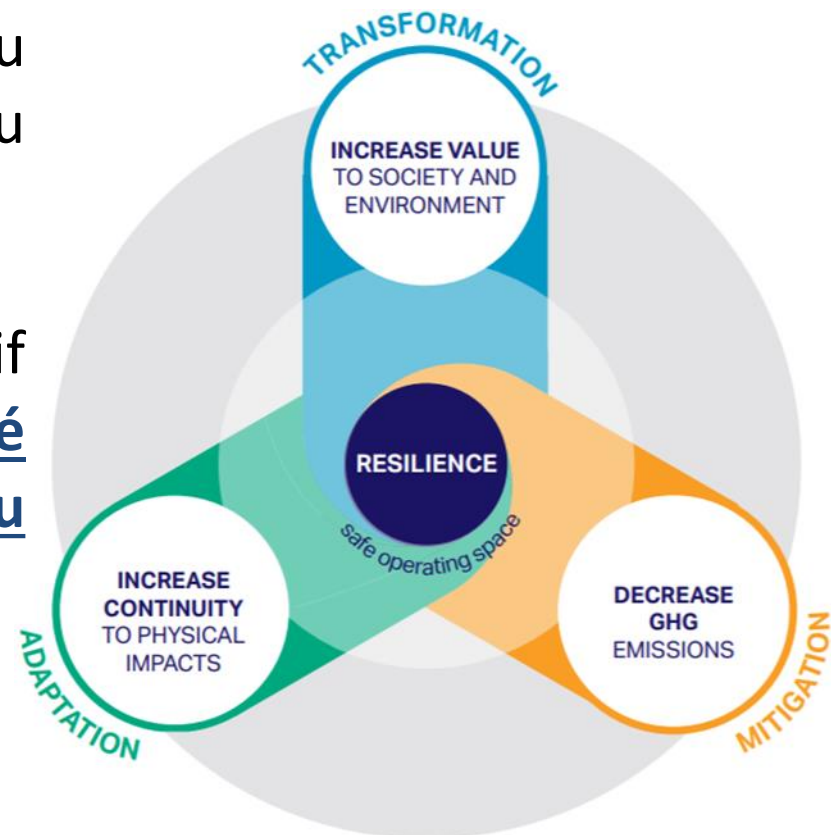 u
u
if
é
u
TRANSFORMATION
INCREASE VALUE
TO SOCIETY AND
ENVIRONMENT
RESILIENCE
safe operating space
INCREASE
CONTINUITY
TO PHYSICAL
IMPACTS
ADAPTATION
DECREASE
GHG
EMISSIONS
MITIGATION